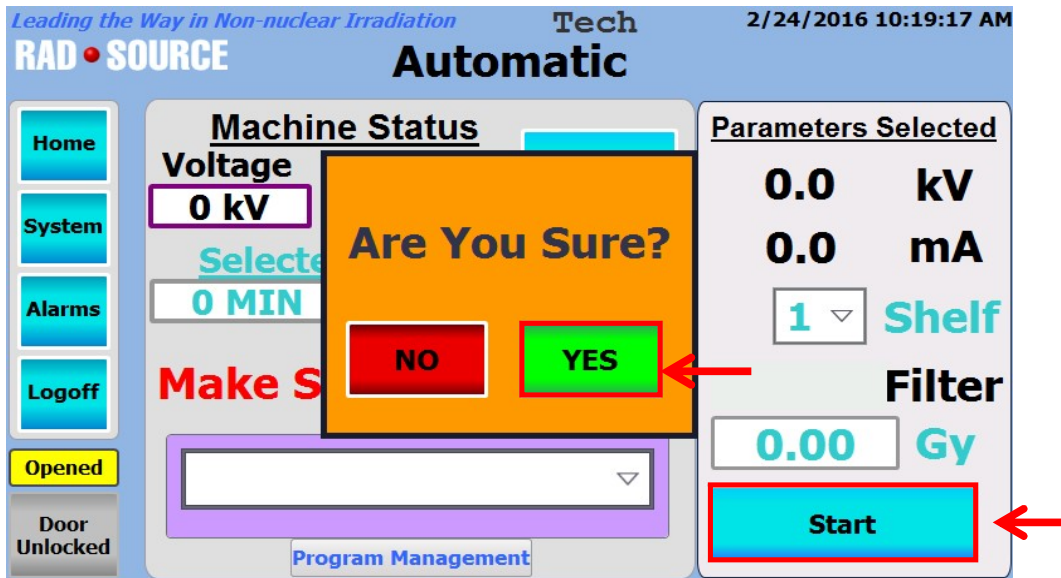 Leading the Way in Non-nuclear Irradiation
Tech
2/24/2016 10:19:17 AM
RAD SOURCE
Automatic
Home
System
Alarms
Logoff
Opened
Door
Unlocked
Machine Status
Voltage
0 kV
Selecte
0 MIN
Make S
Are You Sure?
NO
YES
Program Management
Parameters Selected
0.0 kV
0.0 mA
1 Shelf
Filter
0.00 Gy
Start